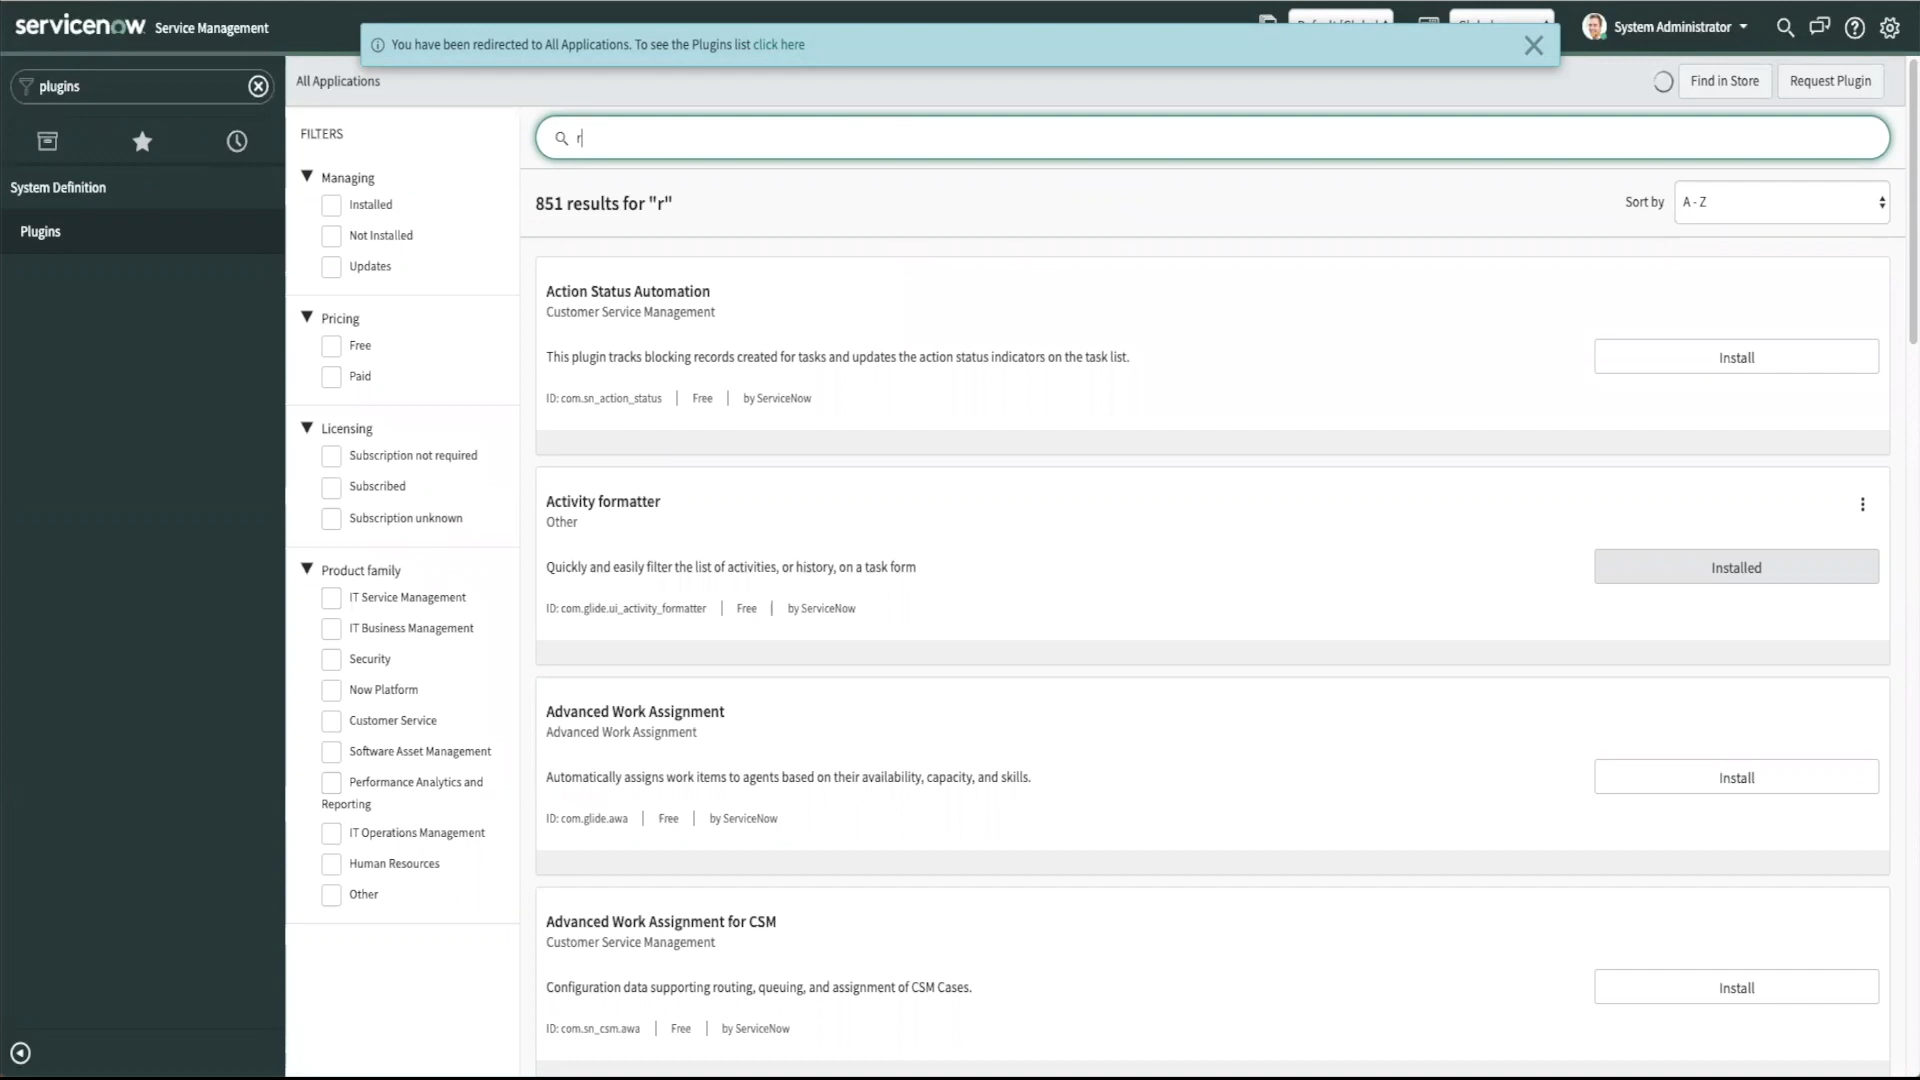 servicenow Service Management
You have been redirected to All Applications. To see the Plugins list click here
System Administrator
plugins
System Definition
Plugins
All Applications
Find in Store
Request Plugin
FILTERS
Managing
Installed
Not Installed
Updates
Pricing
Free
Paid
Licensing
Subscription not required
Subscribed
Subscription unknown
Product family
IT Service Management
IT Business Management
Security
Now Platform
Customer Service
Software Asset Management
Performance Analytics and
Reporting
IT Operations Management
Human Resources
Other
r
851 results for "r"
Sort by A - Z
Action Status Automation
Customer Service Management
This plugin tracks blocking records created for tasks and updates the action status indicators on the task list.
Install
ID: com.sn_action_status | Free | by ServiceNow
Activity formatter
Other
Quickly and easily filter the list of activities, or history, on a task form
Installed
ID: com.glide.ui_activity_formatter | Free | by ServiceNow
Advanced Work Assignment
Advanced Work Assignment
Automatically assigns work items to agents based on their availability, capacity, and skills.
Install
ID: com.glide.awa | Free | by ServiceNow
Advanced Work Assignment for CSM
Customer Service Management
Configuration data supporting routing, queuing, and assignment of CSM Cases.
Install
ID: com.sn_csm.awa | Free | by ServiceNow